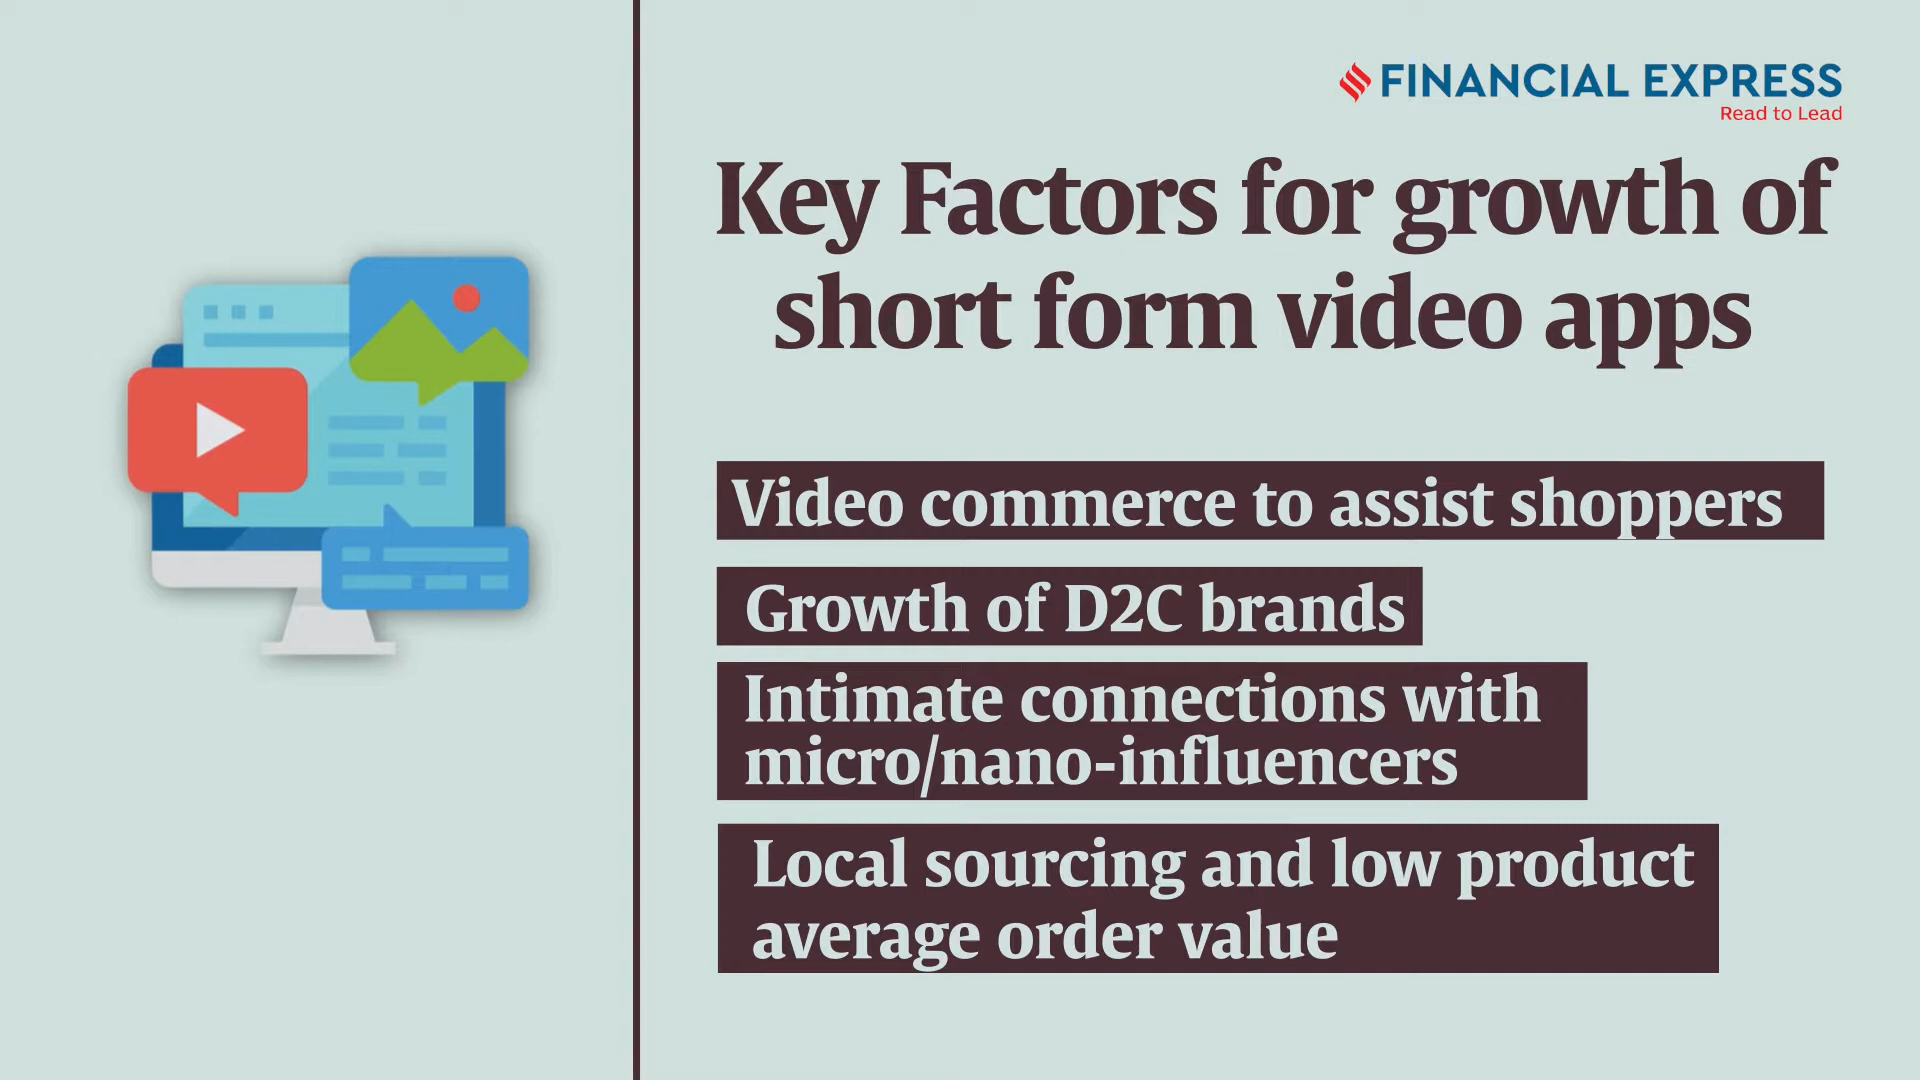 FINANCIAL EXPRESS
Read to Lead
Key Factors for growth of
short form video apps
Video commerce to assist shoppers
Growth of D2C brands
Intimate connections with
micro/nano-influencers
Local sourcing and low product
average order value